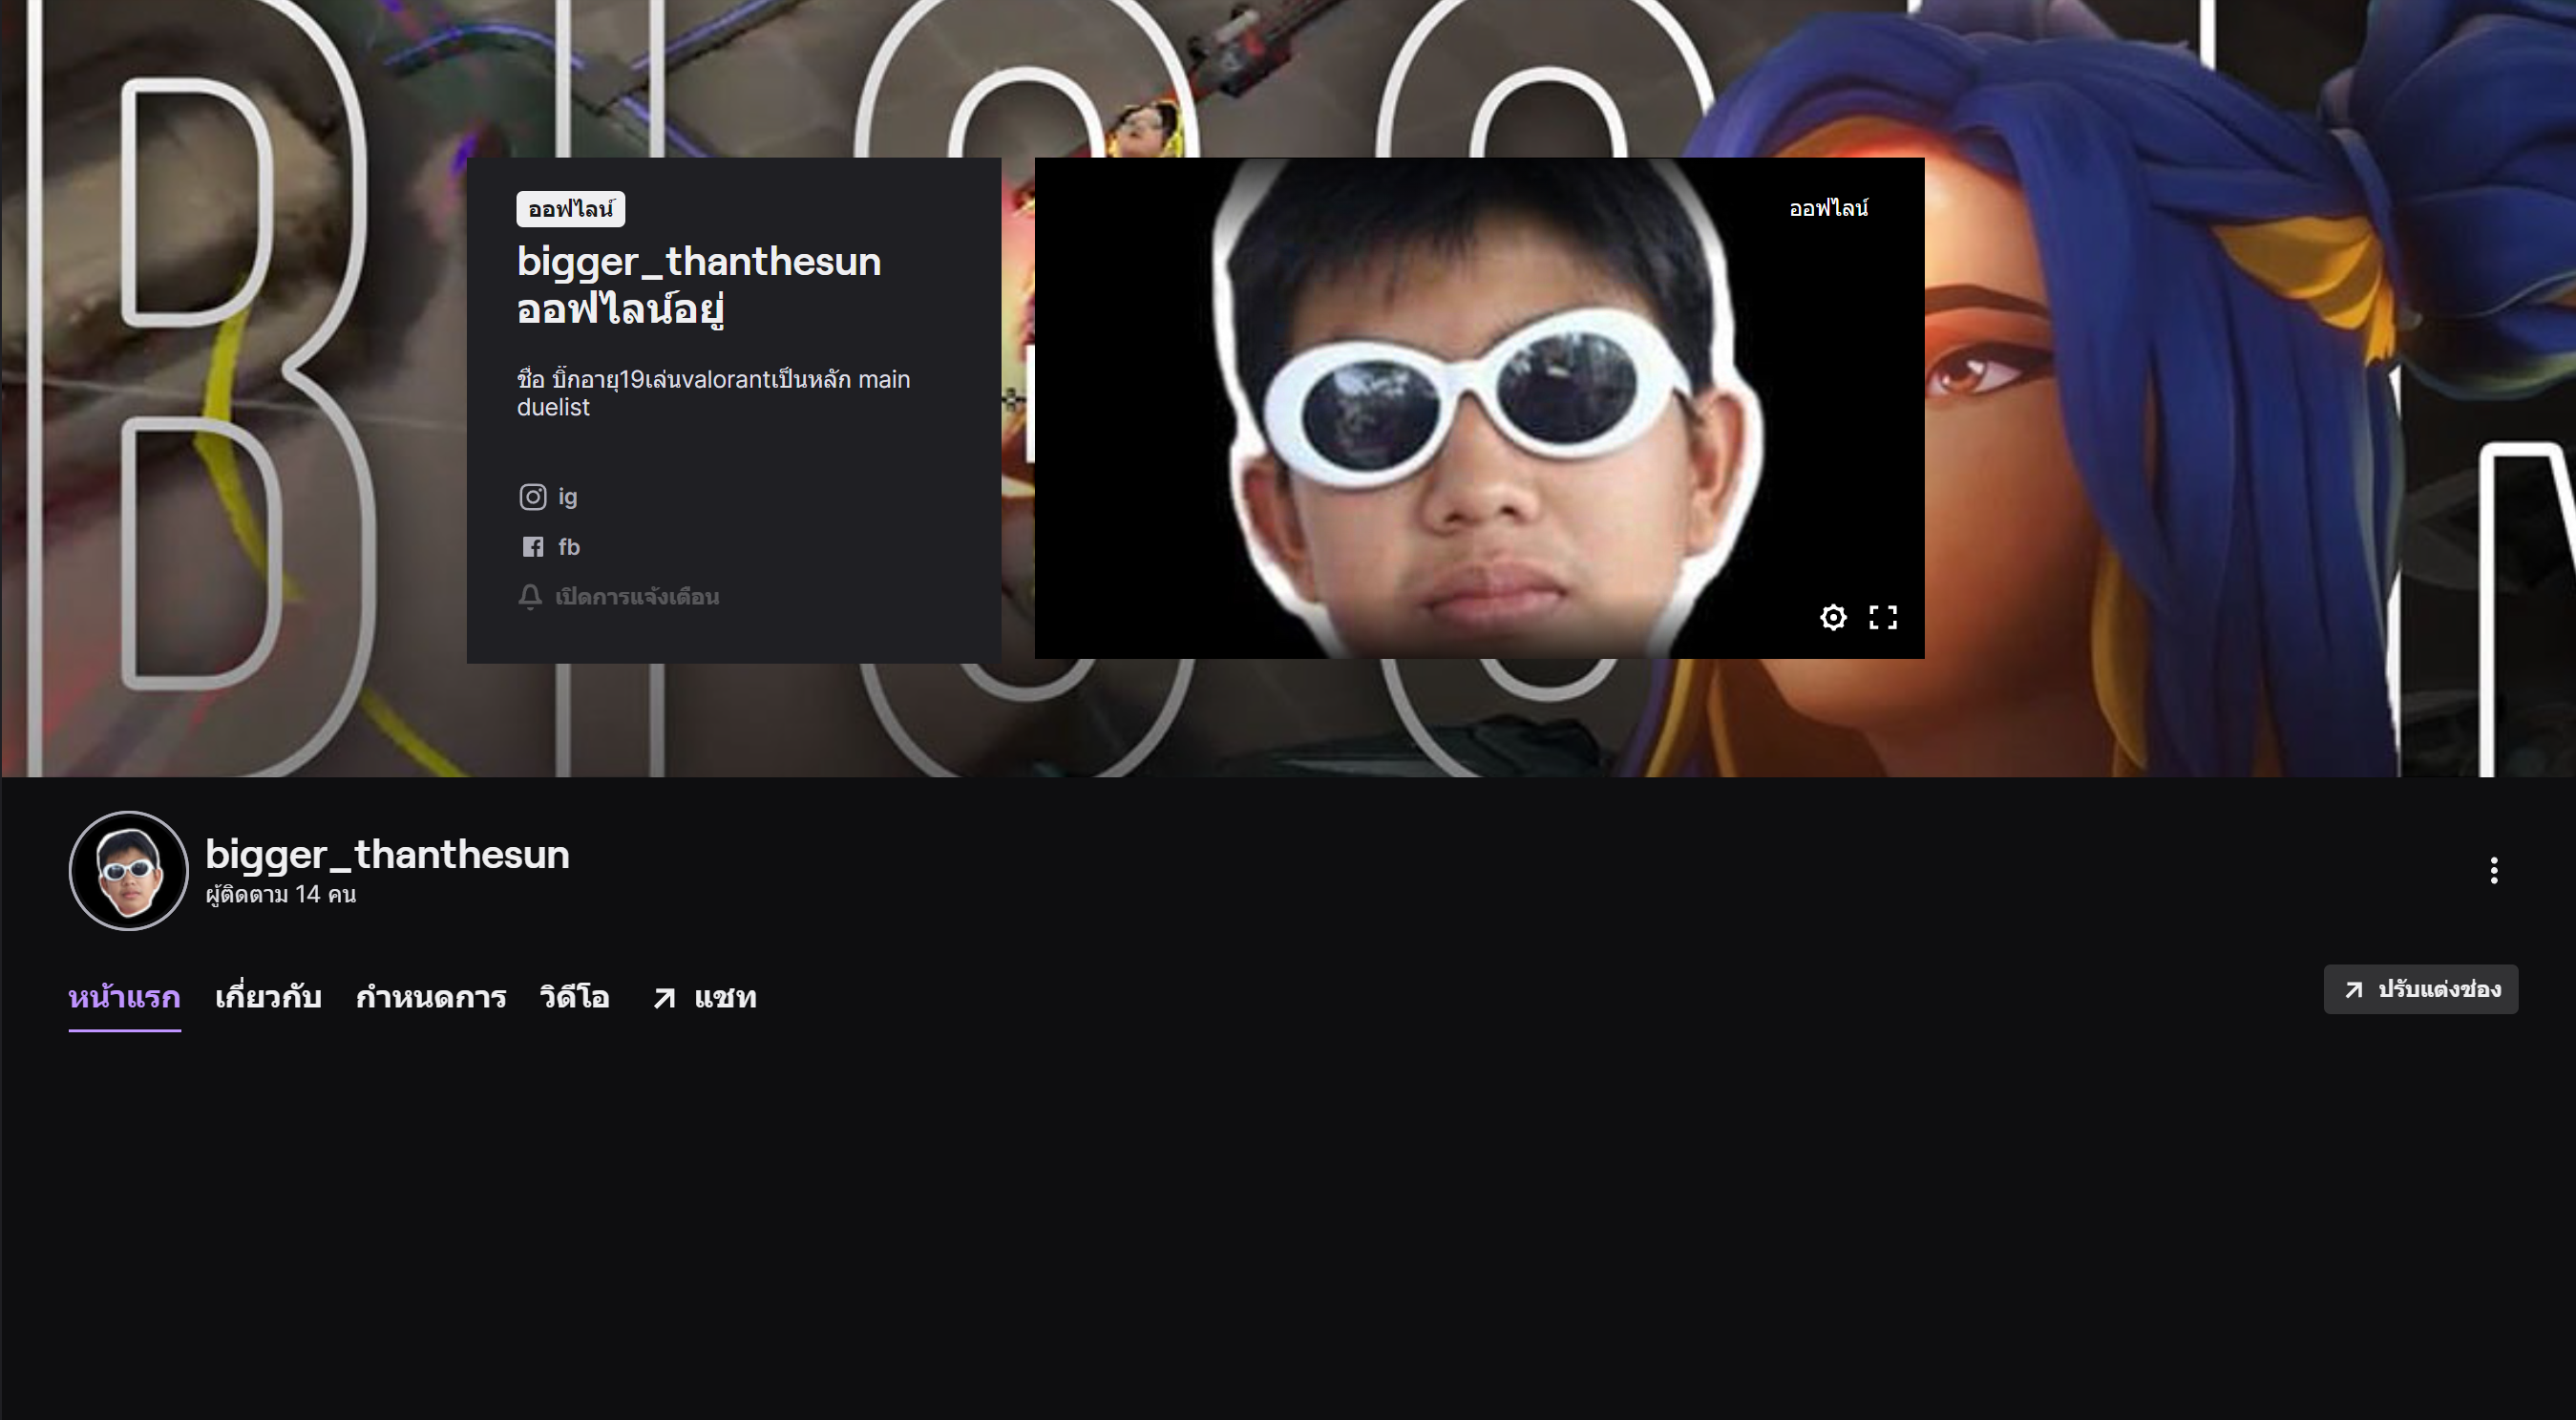 ออฟไลน์
bigger_thanthesun
ออฟไลน์อยู่
ชื่อ บิ๊กอายุ19เล่นvalorantเป็นหลัก main
duelist
ig
fb
เปิดการแจ้งเตือน
ออฟไลน์
bigger_thanthesun
ผู้ติดตาม 14 คน
หน้าแรก เกี่ยวกับ กำหนดการ วิดีโอ แชท
ปรับแต่งช่อง